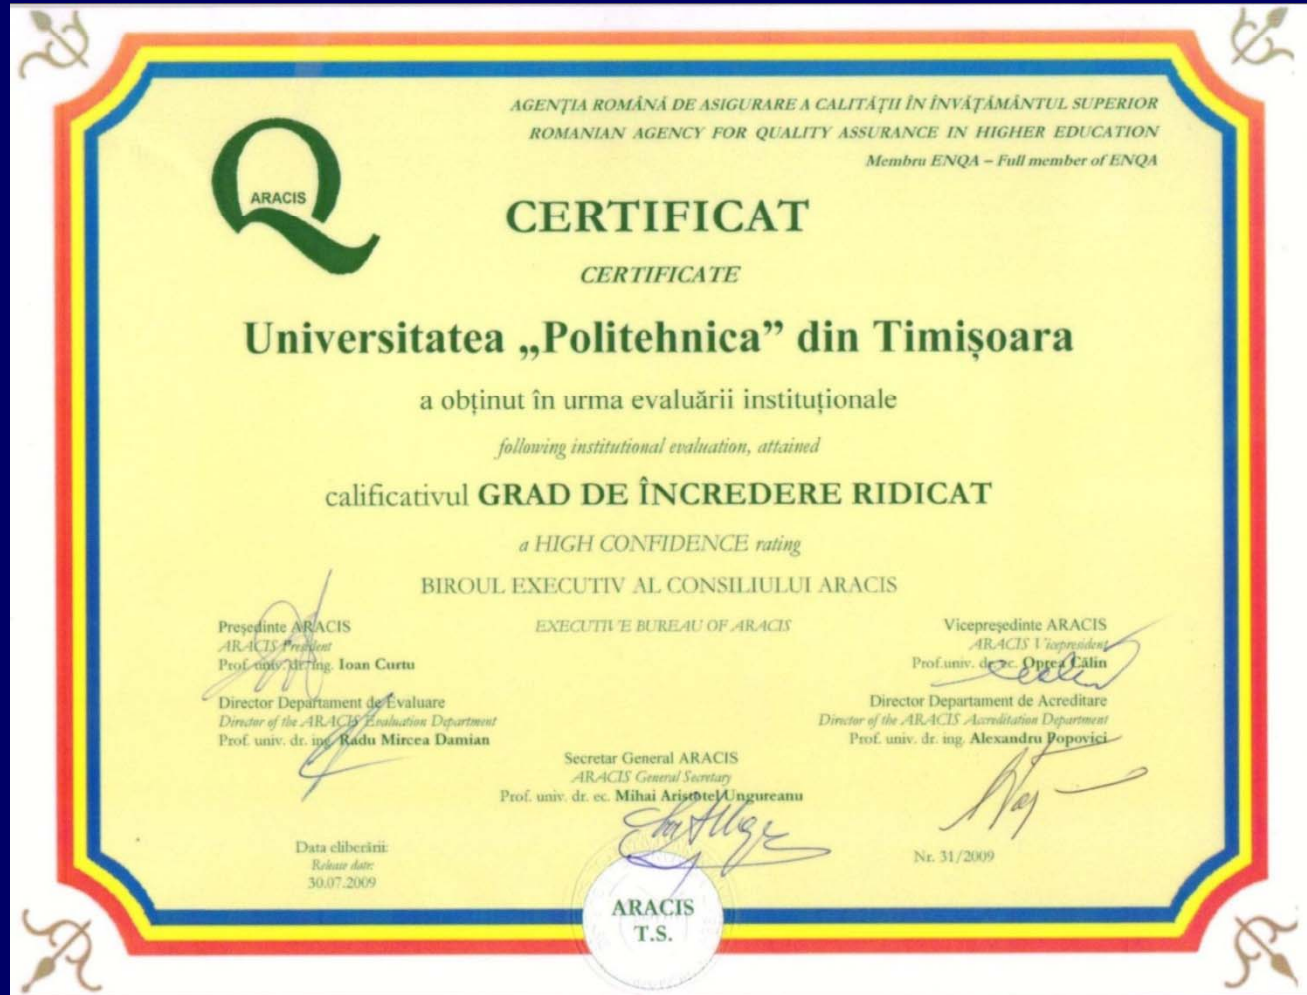 AGENȚIA ROMÂNĂ DE ASIGURARE A CALITĂȚII ÎN ÎNVĂȚĂMÂNTUL SUPERIOR
ROMANIAN AGENCY FOR QUALITY ASSURANCE IN HIGHER EDUCATION
Membru ENQA – Full member of ENQA
ARACIS
CERTIFICAT
CERTIFICATE
Universitatea „Politehnica” din Timișoara
a obținut în urma evaluării instituționale
following institutional evaluation, attained
calificativul GRAD DE ÎNCREDERE RIDICAT
a HIGH CONFIDENCE rating
BIROUL EXECUTIV AL CONSILIULUI ARACIS
EXECUTIVE BUREAU OF ARACIS
Președinte ARACIS
ARACIS President
Prof. univ. dr. ing. Ioan Curtu
Vicepreședinte ARACIS
ARACIS Vicepresident
Prof.univ. dr. ec. Oprea Călin
Director Departament de Evaluare
Director of the ARACIS Evaluation Department
Prof. univ. dr. ing. Radu Mircea Damian
Director Departament de Acreditare
Director of the ARACIS Accreditation Department
Prof. univ. dr. ing. Alexandru Popovici
Secretar General ARACIS
ARACIS General Secretary
Prof. univ. dr. ec. Mihai Aristotel Ungureanu
Data eliberării:
Release date:
30.07.2009
Nr. 31/2009
ARACIS
T.S.